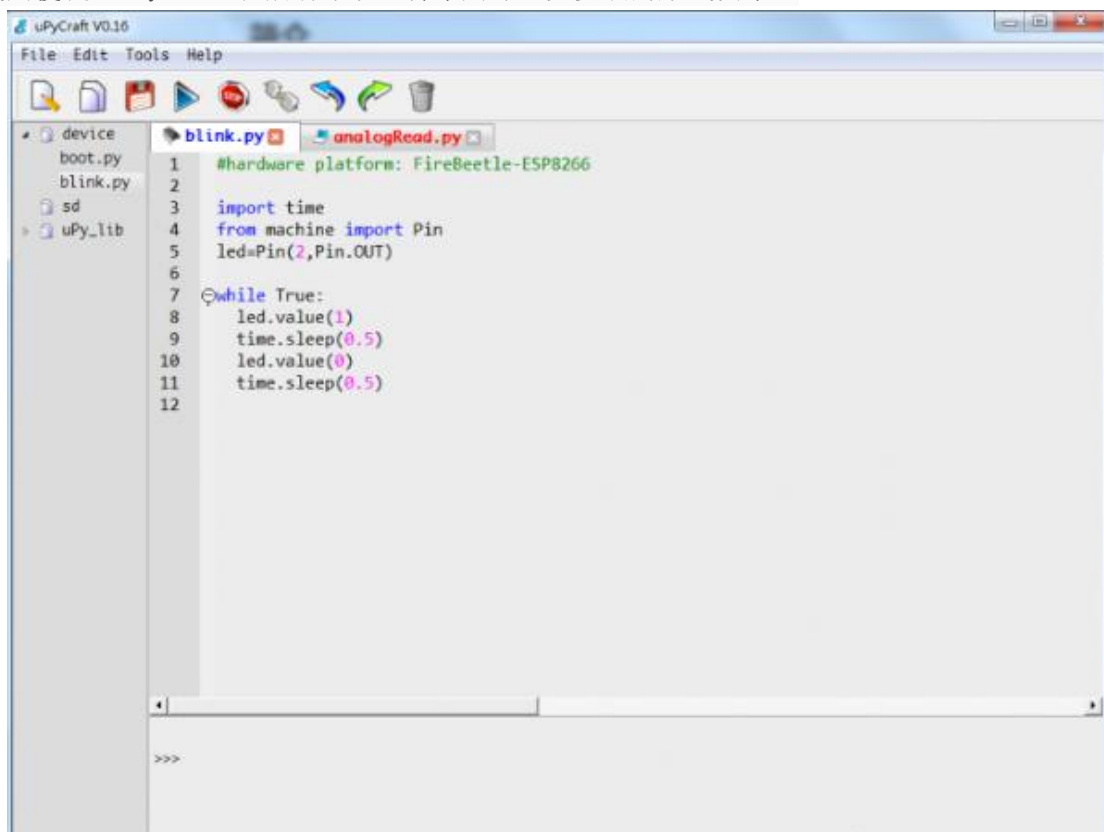 uPyCraft V0.16
File Edit Tools Help
device
boot.py
blink.py
sd
uPy_lib
blink.py analogRead.py
1 #hardware platform: FireBeetle-ESP8266
2
3 import time
4 from machine import Pin
5 led=Pin(2,Pin.OUT)
6
7 while True:
8 led.value(1)
9 time.sleep(0.5)
10 led.value(0)
11 time.sleep(0.5)
12
>>>